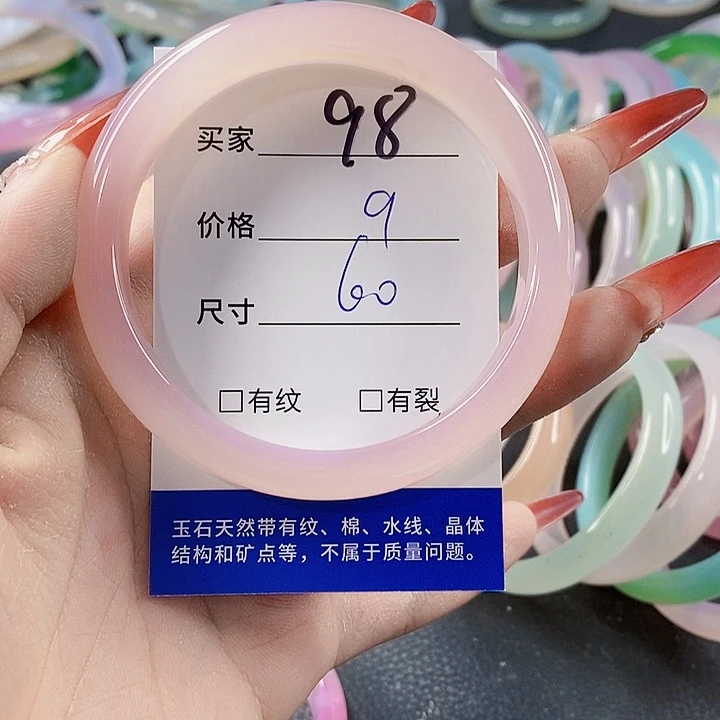 买家 98
价格 9
尺寸 60
□有纹 □有裂
玉石天然带有纹、棉、水线、晶体
结构和矿点等，不属于质量问题。